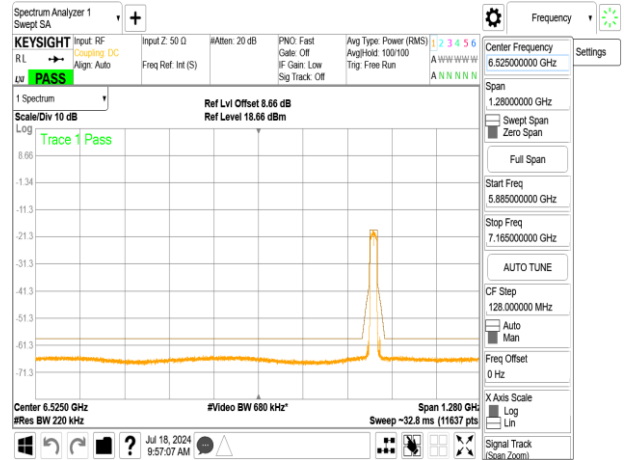 Spectrum Analyzer 1
Swept SA
+
Frequency
Settings
KEYSIGHT
RL
LXI PASS
Input: RF
Coupling: DC
Align: Auto
Input Z: 50 Ω
Freq Ref: Int (S)
#Atten: 20 dB
PNO: Fast
Gate: Off
IF Gain: Low
Sig Track: Off
Avg Type: Power (RMS)
Avg|Hold: 100/100
Trig: Free Run
1 2 3 4 5 6
A W W W W W
A N N N N N
1 Spectrum
Scale/Div 10 dB
Ref Lvl Offset 8.66 dB
Ref Level 18.66 dBm
Log
Trace 1 Pass
8.66
-1.34
-11.3
-21.3
-31.3
-41.3
-51.3
-61.3
-71.3
Center 6.5250 GHz
#Res BW 220 kHz
#Video BW 680 kHz*
Span 1.280 GHz
Sweep ~32.8 ms (11637 pts
Center Frequency
6.525000000 GHz
Span
1.28000000 GHz
Swept Span
Zero Span
Full Span
Start Freq
5.885000000 GHz
Stop Freq
7.165000000 GHz
AUTO TUNE
CF Step
128.000000 MHz
Auto
Man
Freq Offset
0 Hz
X Axis Scale
Log
Lin
Signal Track
(Span Zoom)
?
Jul 18, 2024
9:57:07 AM